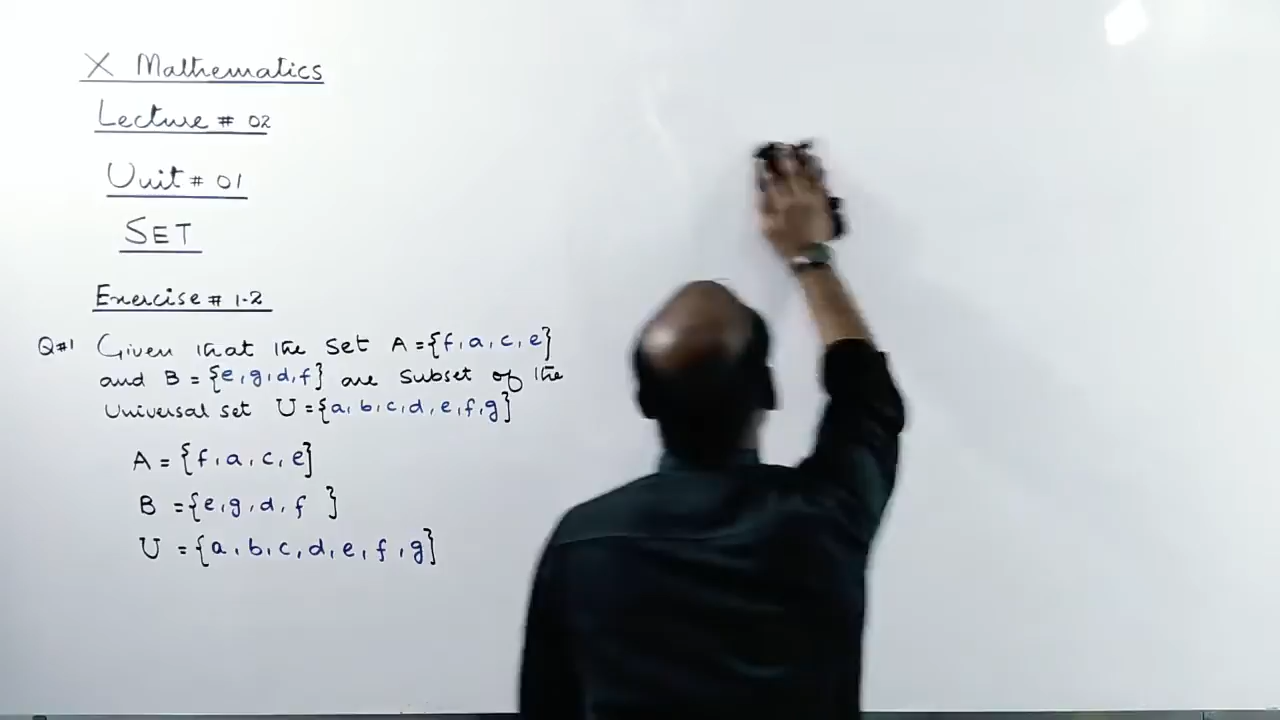 X Mathematics
Lecture # 02
Unit # 01
SET
Exercise # 1.2
Q#1 Given that the set A = {f, a, c, e}
and B = {e, g, d, f} are subset of the
Universal set U = {a, b, c, d, e, f, g}
A = {f, a, c, e}
B = {e, g, d, f }
U = {a, b, c, d, e, f, g}